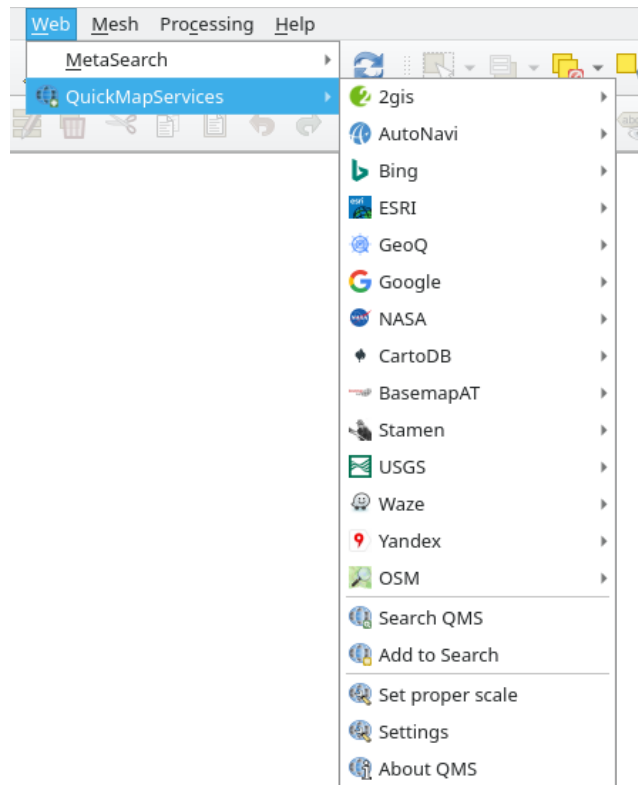 Web Mesh Processing Help
MetaSearch
QuickMapServices
2gis
AutoNavi
Bing
ESRI
GeoQ
Google
NASA
CartoDB
BasemapAT
Stamen
USGS
Waze
Yandex
OSM
Search QMS
Add to Search
Set proper scale
Settings
About QMS